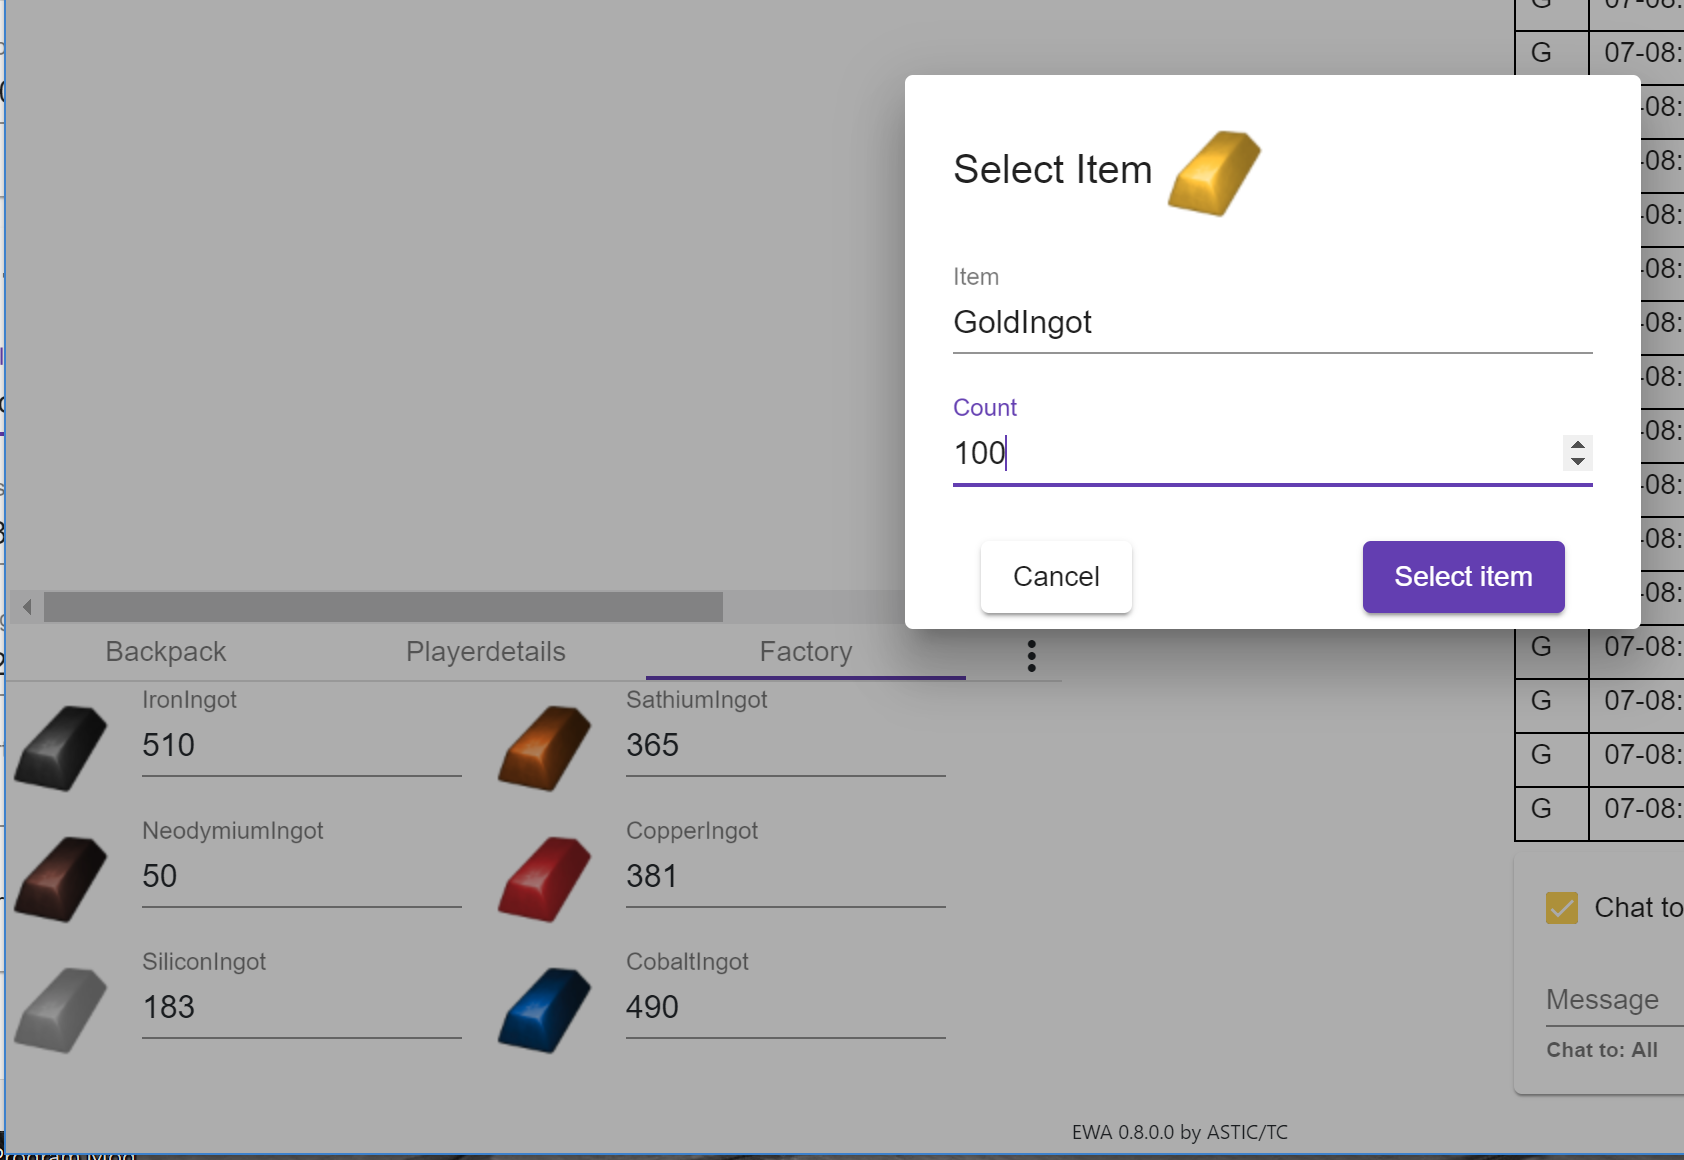 G 07-08:
-08:
-08:
-08:
-08:
-08:
-08:
-08:
-08:
-08:
-08:
Select Item
Item
GoldIngot
Count
100
Cancel
Select item
Backpack
Playerdetails
Factory
G 07-08:
G 07-08:
G 07-08:
G 07-08:
IronIngot
510
SathiumIngot
365
NeodymiumIngot
50
CopperIngot
381
SiliconIngot
183
CobaltIngot
490
Chat to
Message
Chat to: All
EWA 0.8.0.0 by ASTIC/TC